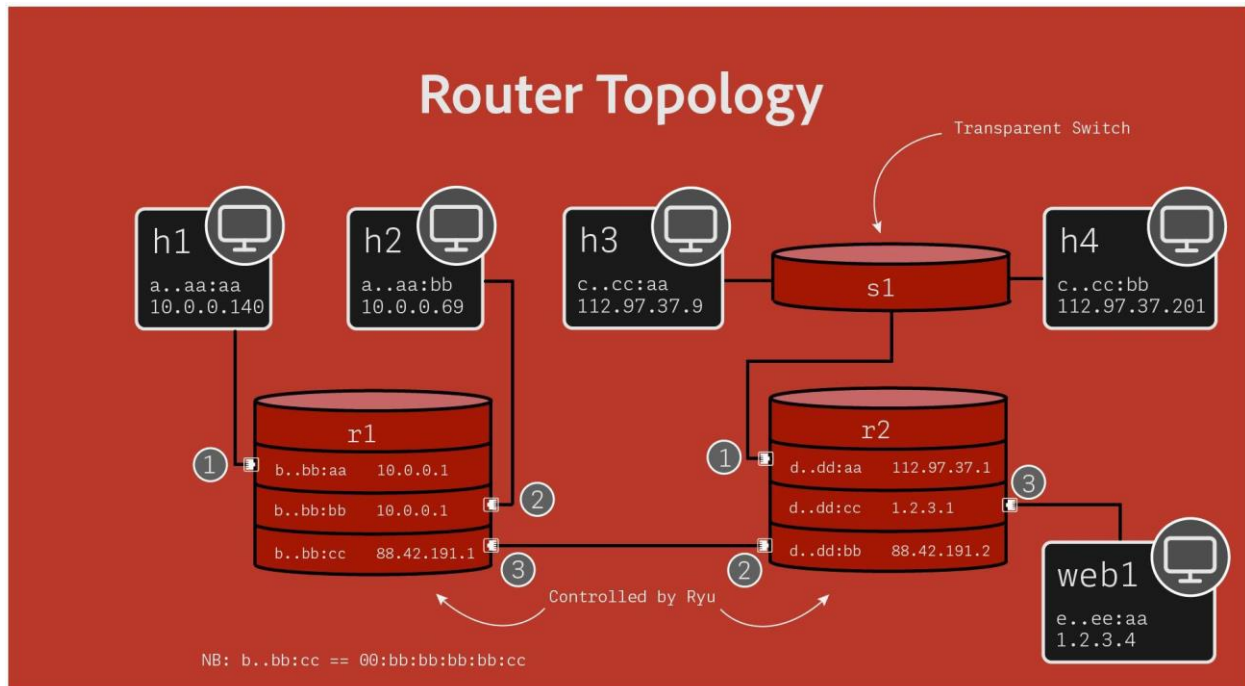 Router Topology
Transparent Switch
h1
a..aa:aa
10.0.0.140
h2
a..aa:bb
10.0.0.69
h3
c..cc:aa
112.97.37.9
s1
h4
c..cc:bb
112.97.37.201
r1
1
b..bb:aa 10.0.0.1
b..bb:bb 10.0.0.1
2
b..bb:cc 88.42.191.1
3
r2
1
d..dd:aa 112.97.37.1
d..dd:cc 1.2.3.1
3
2
d..dd:bb 88.42.191.2
web1
e..ee:aa
1.2.3.4
Controlled by Ryu
NB: b..bb:cc == 00:bb:bb:bb:bb:cc